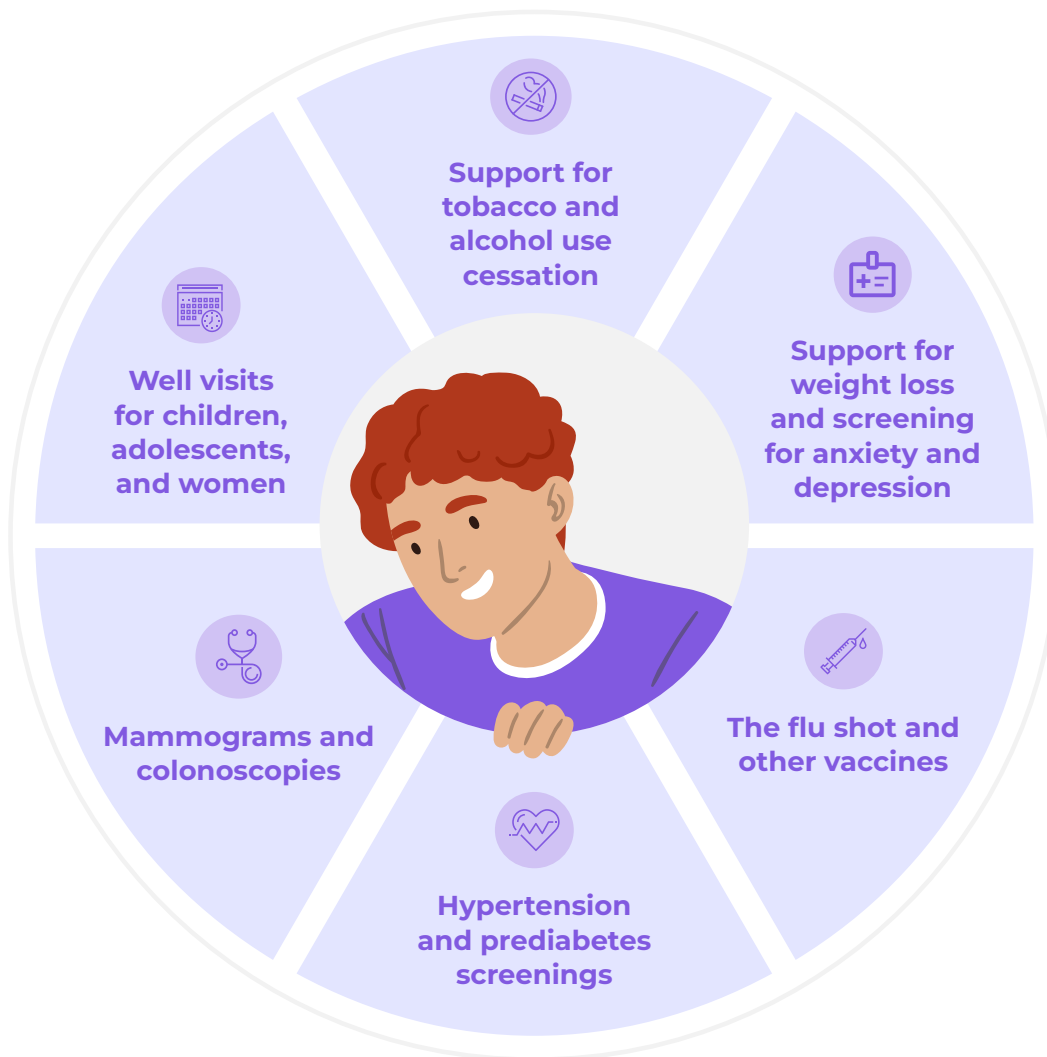 Support for
tobacco and
alcohol use
cessation
Support for
weight loss
and screening
for anxiety and
depression
The flu shot and
other vaccines
Hypertension
and prediabetes
screenings
Mammograms and
colonoscopies
Well visits
for children,
adolescents,
and women